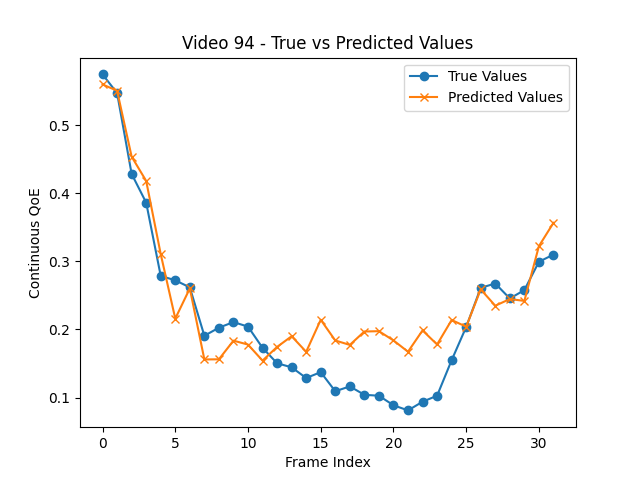 Video 94 - True vs Predicted Values
True Values
Predicted Values
Continuous QoE
0.5
0.4
0.3
0.2
0.1
0 5 10 15 20 25 30
Frame Index